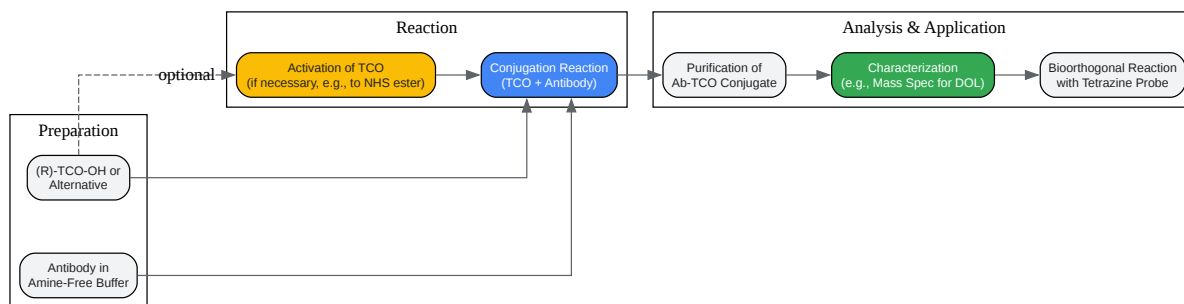 Reaction
Analysis & Application
optional
Activation of TCO
(if necessary, e.g., to NHS ester)
Conjugation Reaction
(TCO + Antibody)
Purification of
Ab-TCO Conjugate
Characterization
(e.g., Mass Spec for DOL)
Bioorthogonal Reaction
with Tetrazine Probe
Preparation
(R)-TCO-OH or
Alternative
Antibody in
Amine-Free Buffer